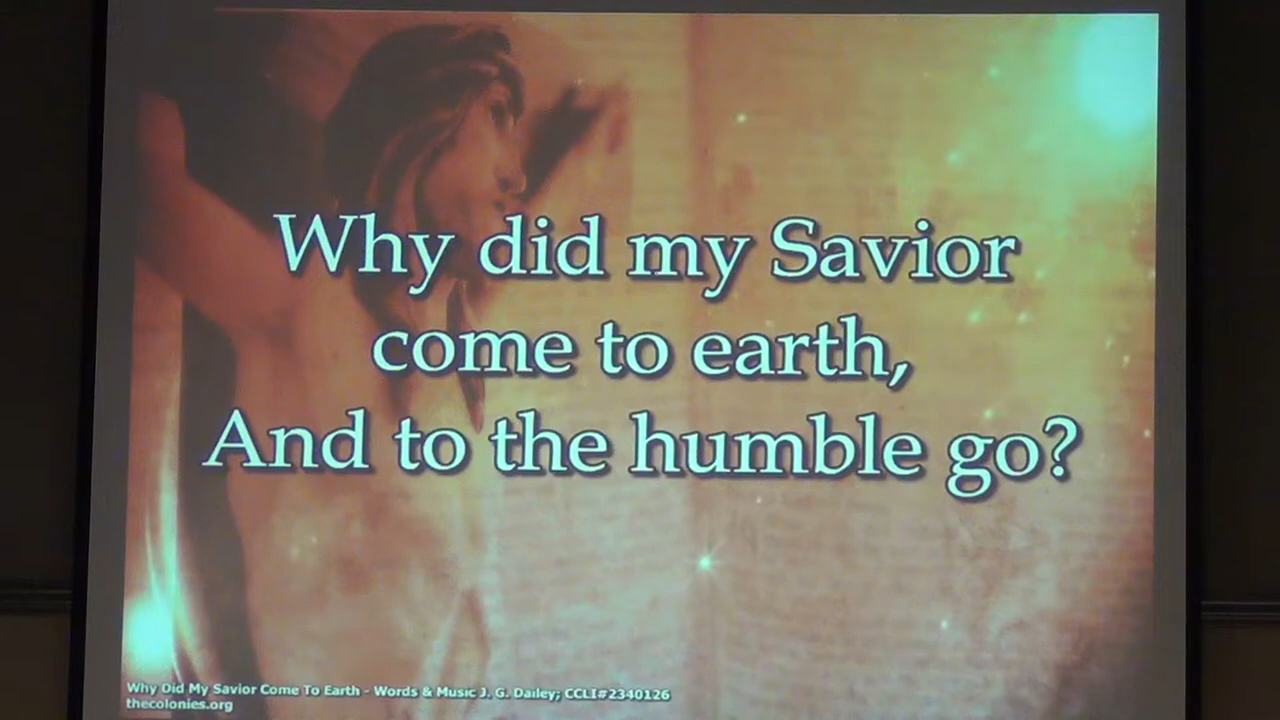 Why did my Savior
come to earth,
And to the humble go?
Why Did My Savior Come To Earth - Words & Music J. G. Dailey; CCLI#2340126
thecolonies.org